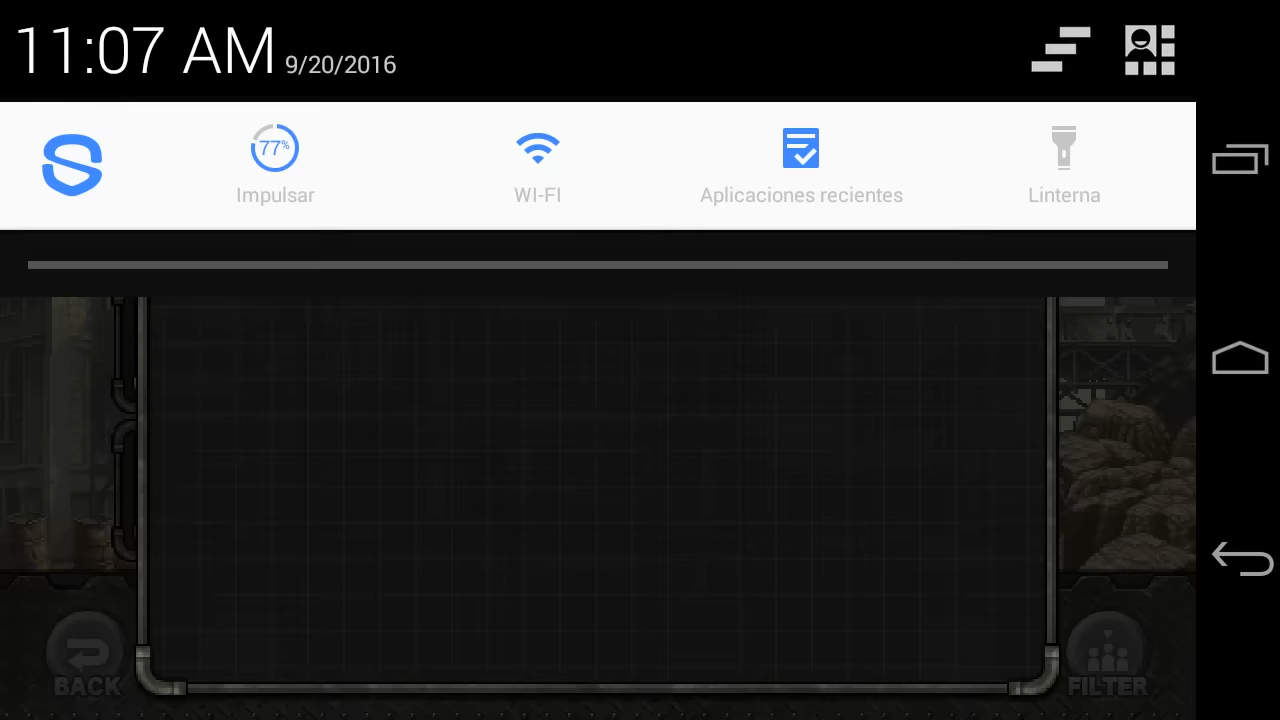 11:07 AM 9/20/2016
77%
Impulsar
WI-FI
Aplicaciones recientes
Linterna
BACK
FILTER